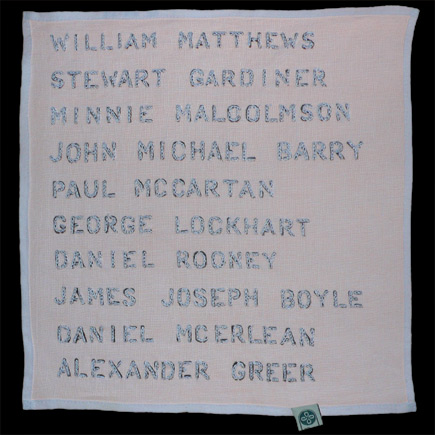 WILLIAM MATTHEWS
STEWART GARDINER
MINNIE MALCOLMSON
JOHN MICHAEL BARRY
PAUL MCCARTAN
GEORGE LOCKHART
DANIEL ROONEY
JAMES JOSEPH BOYLE
DANIEL MCERLEAN
ALEXANDER GREER